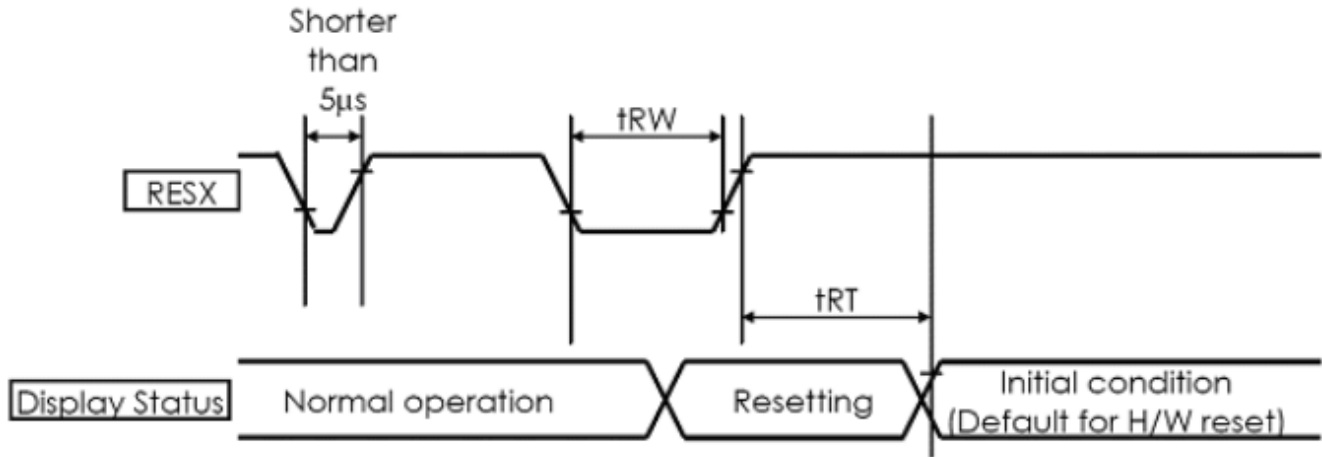 Shorter
than
5µs
tRW
RESX
tRT
Display Status
Normal operation
Resetting
Initial condition
(Default for H/W reset)